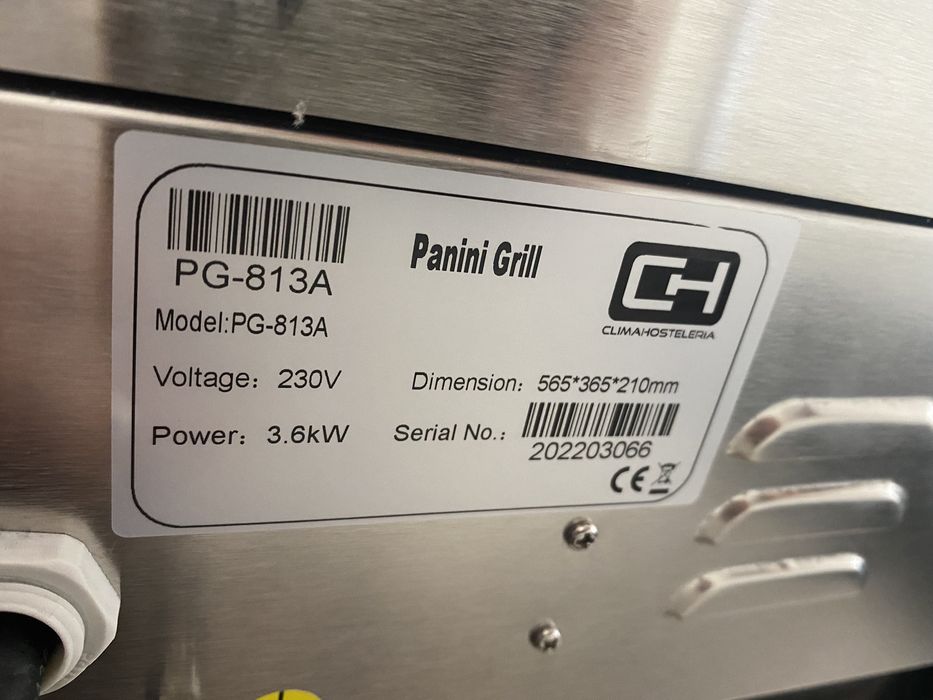 PG-813A
Panini Grill
CH
CLIMAHOSTELERIA
Model:PG-813A
Voltage: 230V
Dimension: 565*365*210mm
Power: 3.6kW
Serial No.:
202203066
CE